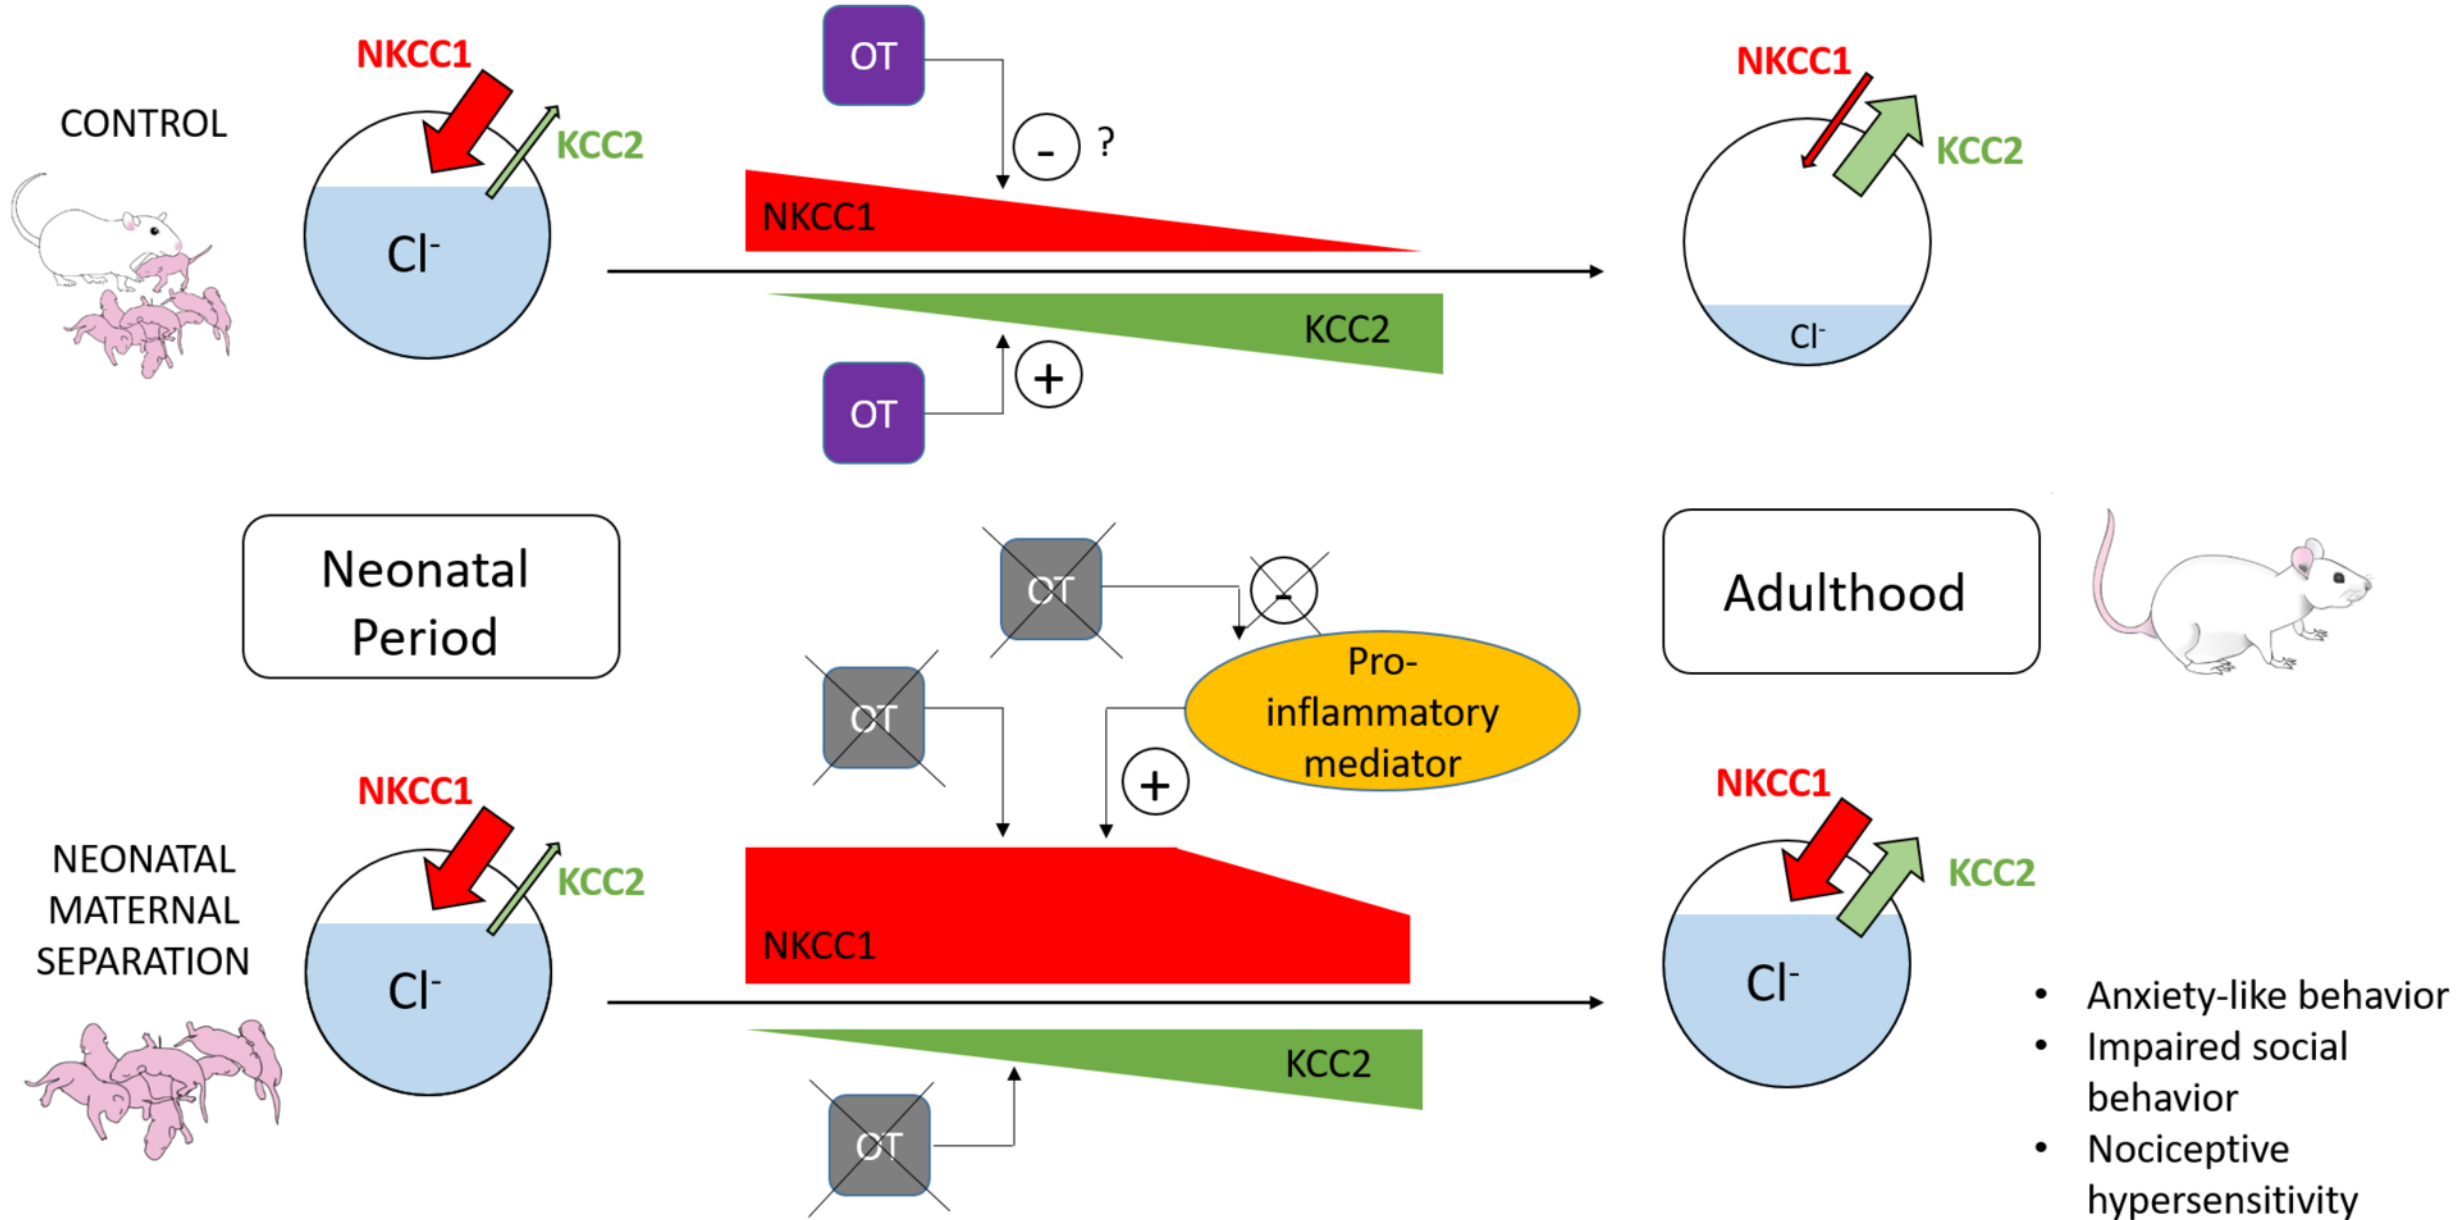 CONTROL
NKCC1
KCC2
Cl-
OT
- ?
NKCC1
KCC2
+
OT
NKCC1
KCC2
Cl-
Neonatal
Period
Adulthood
OT
-
OT
Pro-
inflammatory
mediator
+
NEONATAL
MATERNAL
SEPARATION
NKCC1
KCC2
Cl-
NKCC1
KCC2
OT
NKCC1
KCC2
Cl-
• Anxiety-like behavior
• Impaired social
behavior
• Nociceptive
hypersensitivity